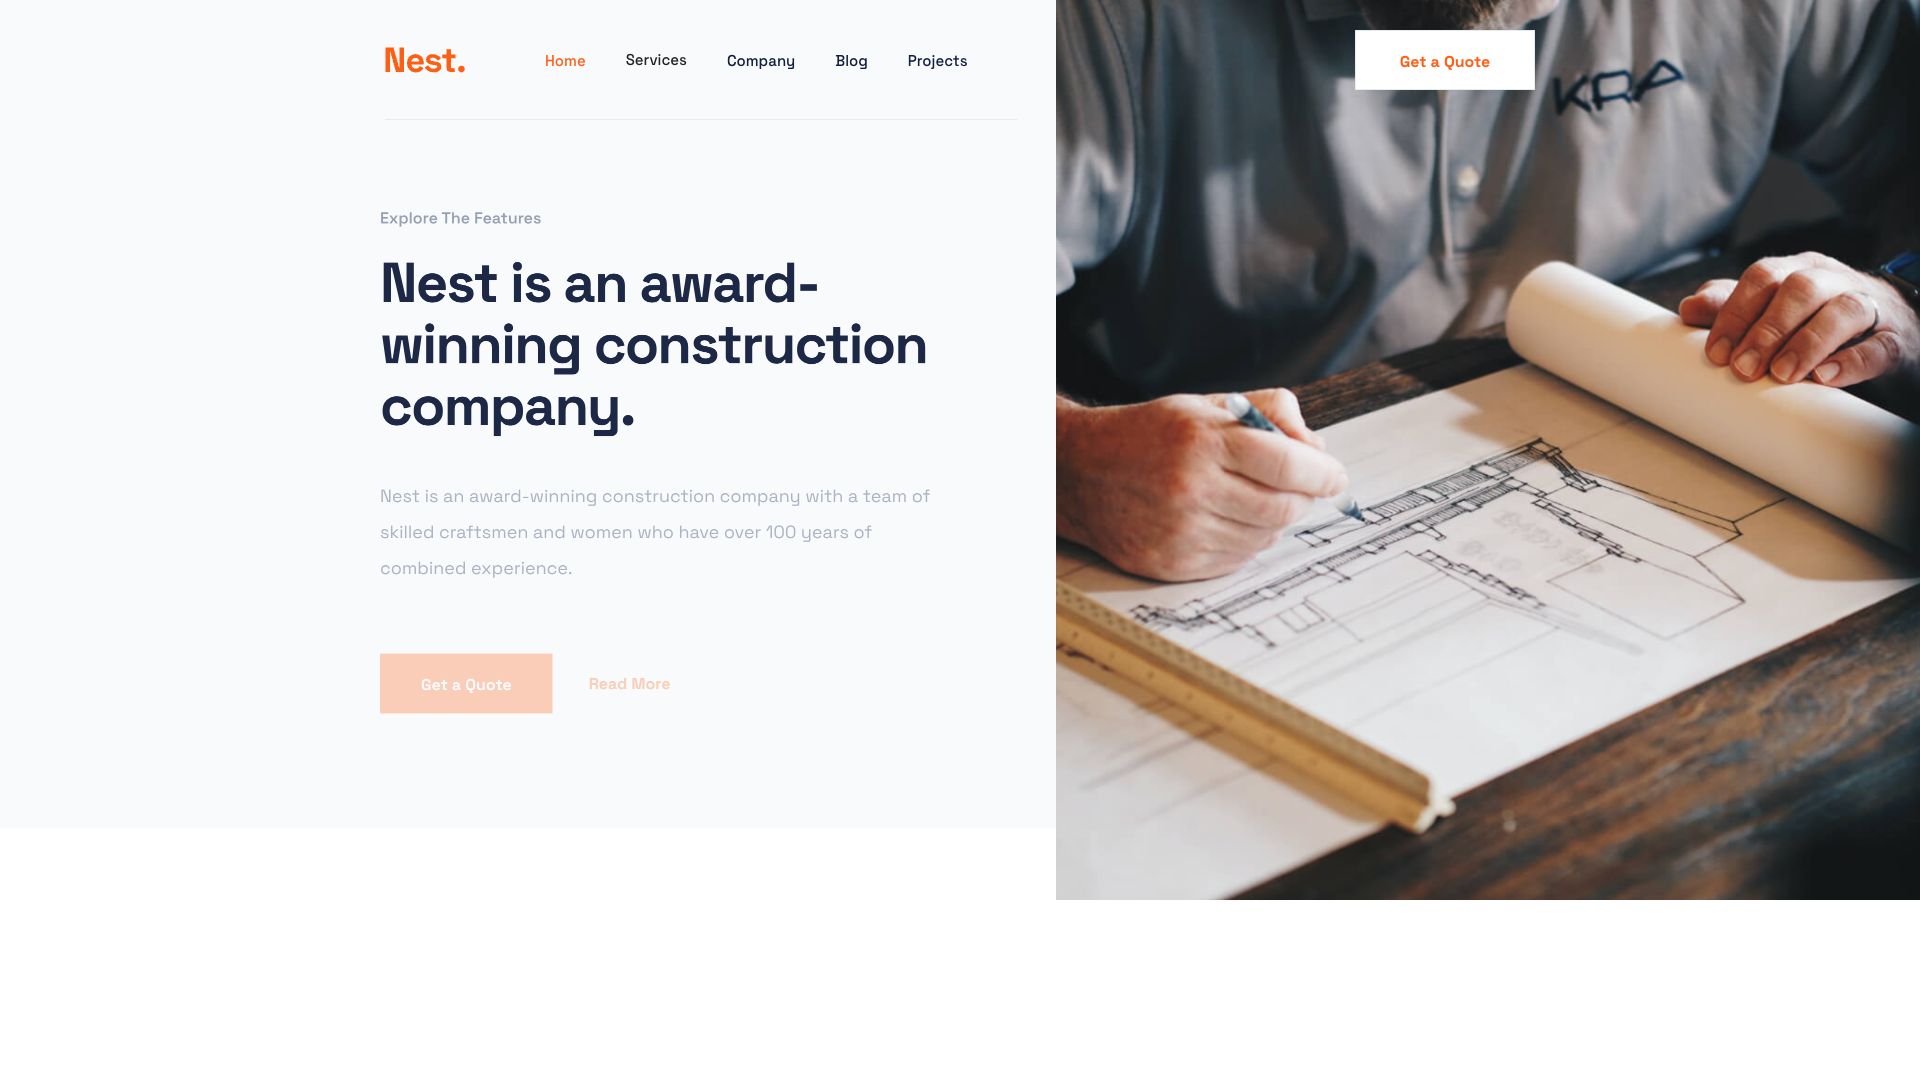 Nest.
Home
Services
Company
Blog
Projects
Get a Quote
KRA
Explore The Features
Nest is an award-
winning construction
company.
Nest is an award-winning construction company with a team of
skilled craftsmen and women who have over 100 years of
combined experience.
Get a Quote
Read More